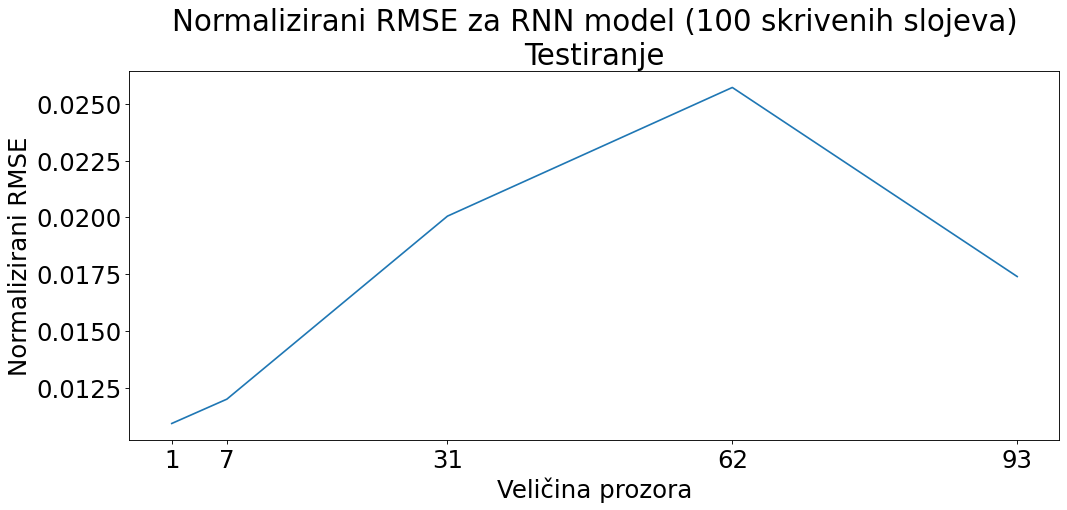 Normalizirani RMSE za RNN model (100 skrivenih slojeva)
Testiranje
Normalizirani RMSE
0.0250
0.0225
0.0200
0.0175
0.0150
0.0125
1 7 31 62 93
Veličina prozora